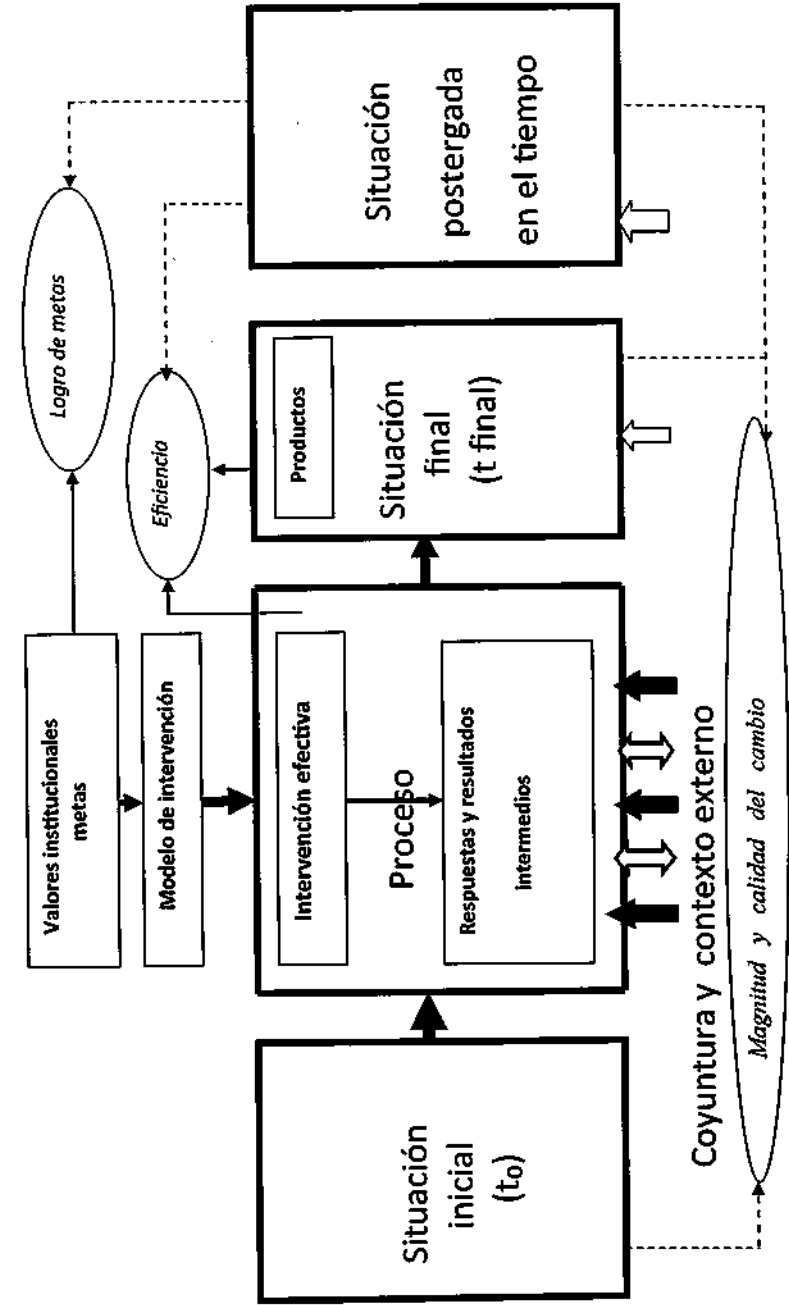 Valores institucionales
metas
Logro de metas
Modelo de intervención
Eficiencia
Situación
inicial
(t₀)
Intervención efectiva
Proceso
Respuestas y resultados
Intermedios
Productos
Situación
final
(t final)
Situación
postergada
en el tiempo
Coyuntura y contexto externo
Magnitud y calidad del cambio